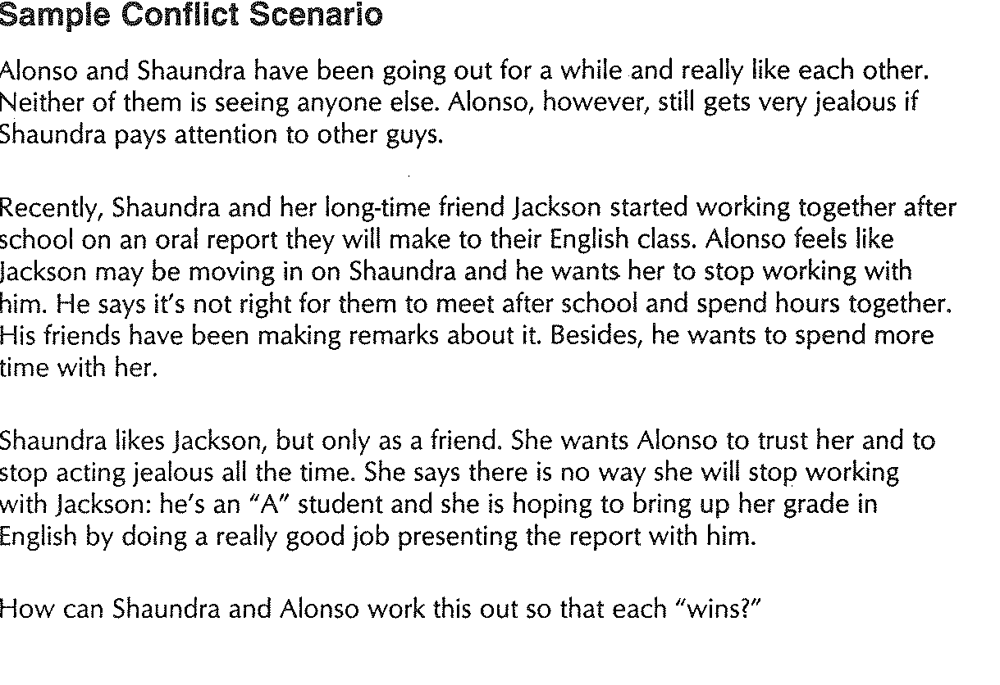 Sample Conflict Scenario
Alonso and Shaundra have been going out for a while and really like each other.
Neither of them is seeing anyone else. Alonso, however, still gets very jealous if
Shaundra pays attention to other guys.
Recently, Shaundra and her long-time friend Jackson started working together after
school on an oral report they will make to their English class. Alonso feels like
Jackson may be moving in on Shaundra and he wants her to stop working with
him. He says it's not right for them to meet after school and spend hours together.
His friends have been making remarks about it. Besides, he wants to spend more
time with her.
Shaundra likes Jackson, but only as a friend. She wants Alonso to trust her and to
stop acting jealous all the time. She says there is no way she will stop working
with Jackson: he's an "A" student and she is hoping to bring up her grade in
English by doing a really good job presenting the report with him.
How can Shaundra and Alonso work this out so that each "wins?"